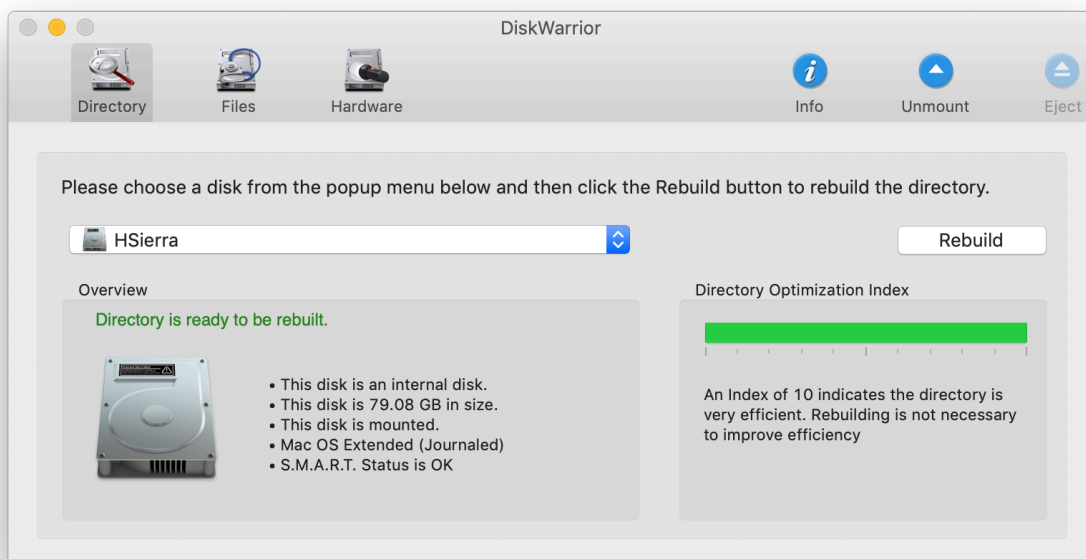 DiskWarrior
Directory
Files
Hardware
Info
Unmount
Eject
Please choose a disk from the popup menu below and then click the Rebuild button to rebuild the directory.
HSierra
Rebuild
Overview
Directory is ready to be rebuilt.
• This disk is an internal disk.
• This disk is 79.08 GB in size.
• This disk is mounted.
• Mac OS Extended (Journaled)
• S.M.A.R.T. Status is OK
Directory Optimization Index
An Index of 10 indicates the directory is
very efficient. Rebuilding is not necessary
to improve efficiency